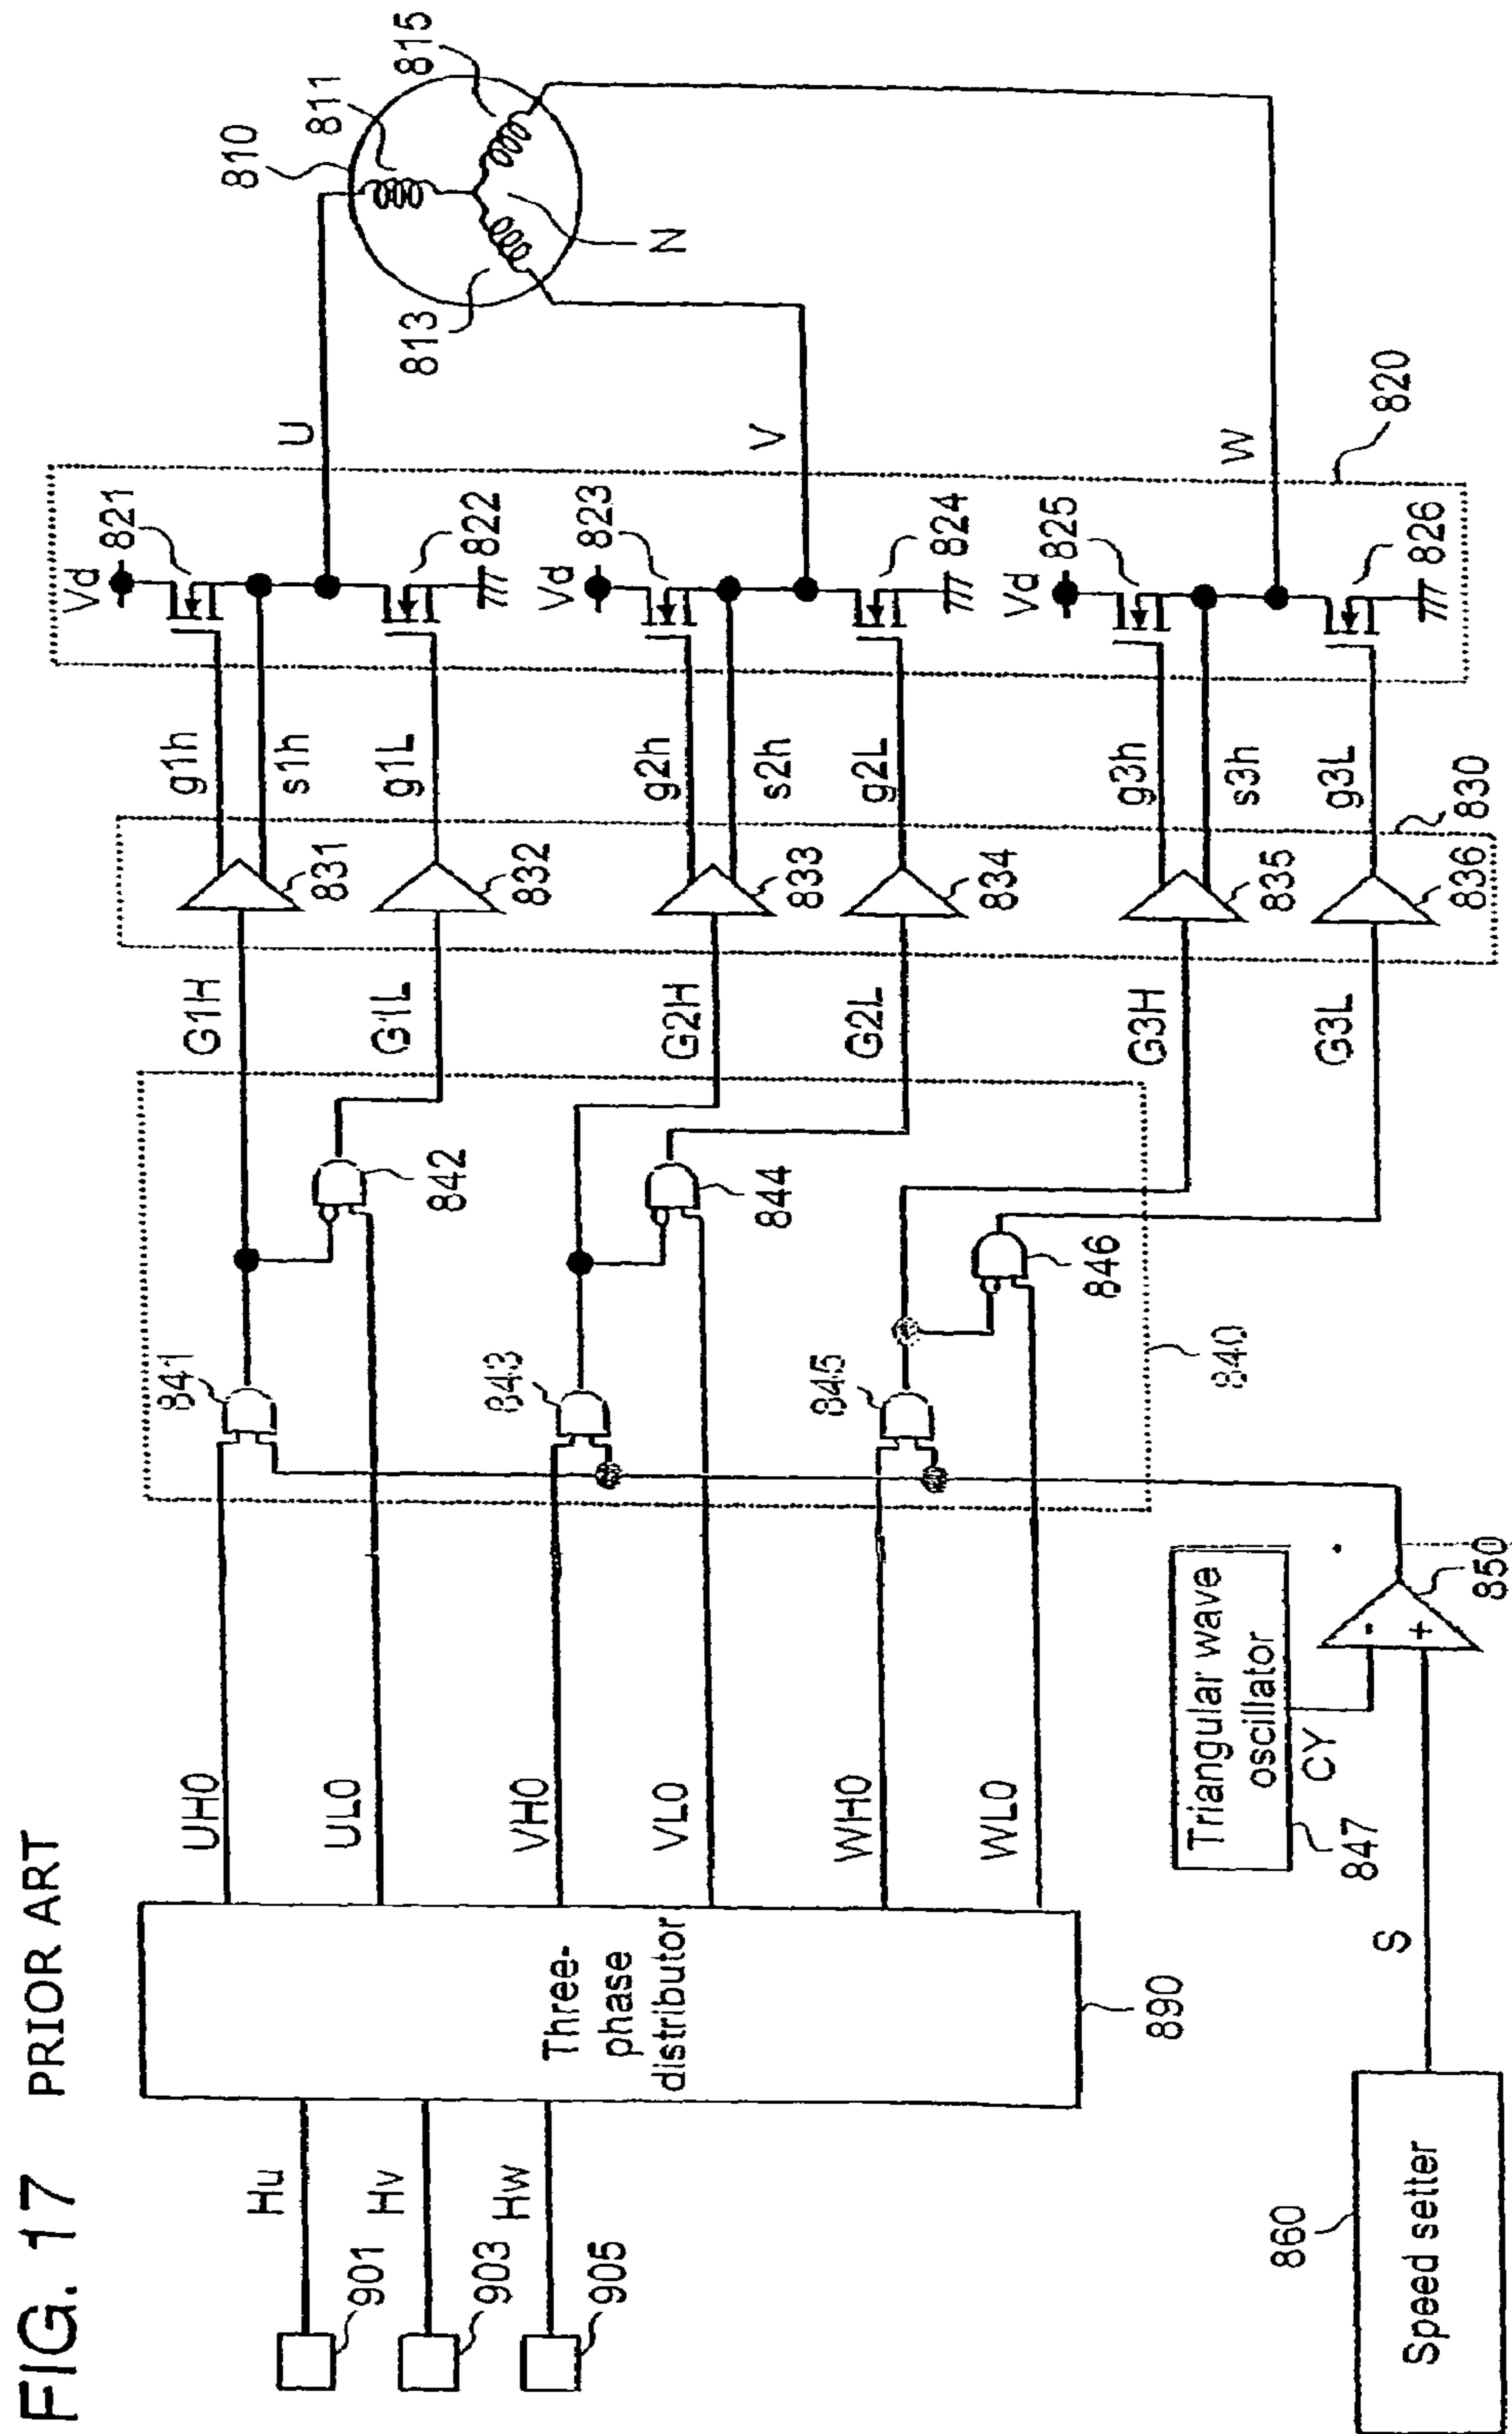 FIG. 17 PRIOR ART
Hu
Hv
Hw
901
903
905
Three-
phase
distributor
890
UH0
UL0
VH0
VL0
WH0
WL0
841
842
843
844
845
846
840
G1H
G1L
G2H
G2L
G3H
G3L
831
832
833
834
835
836
830
g1h
s1h
g1L
g2h
s2h
g2L
g3h
s3h
g3L
Vd
821
822
Vd
823
824
Vd
825
826
820
U
V
W
810
811
813
815
N
860
Speed setter
S
Triangular wave
oscillator
847
CY
-
+
850